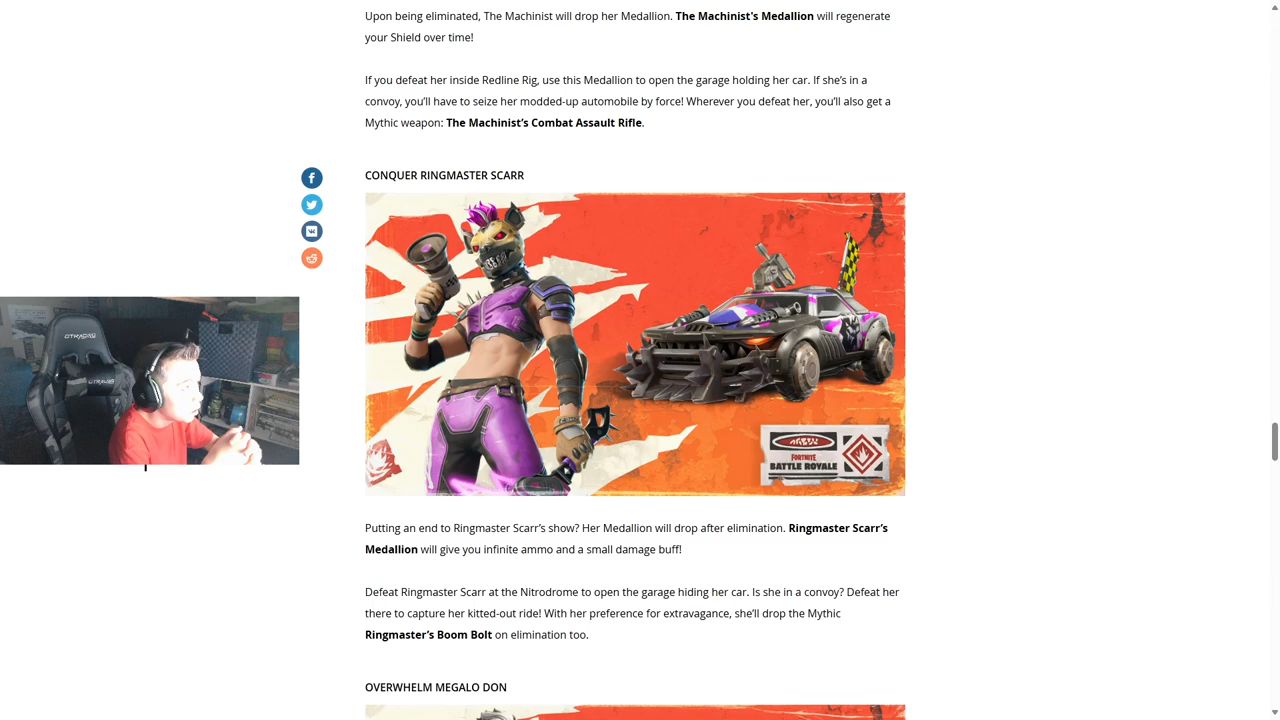 Upon being eliminated, The Machinist will drop her Medallion. The Machinist's Medallion will regenerate
your Shield over time!
If you defeat her inside Redline Rig, use this Medallion to open the garage holding her car. If she's in a
convoy, you'll have to seize her modded-up automobile by force! Wherever you defeat her, you'll also get a
Mythic weapon: The Machinist’s Combat Assault Rifle.
CONQUER RINGMASTER SCARR
FORTNITE
BATTLE ROYALE
Putting an end to Ringmaster Scarr’s show? Her Medallion will drop after elimination. Ringmaster Scarr’s
Medallion will give you infinite ammo and a small damage buff!
Defeat Ringmaster Scarr at the Nitrodrome to open the garage hiding her car. Is she in a convoy? Defeat her
there to capture her kitted-out ride! With her preference for extravagance, she’ll drop the Mythic
Ringmaster’s Boom Bolt on elimination too.
OVERWHELM MEGALO DON